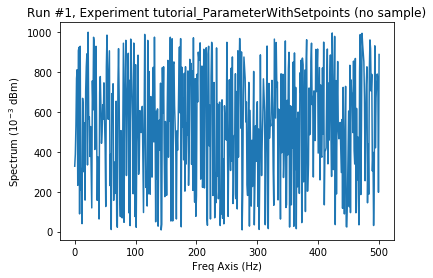 Run #1, Experiment tutorial_ParameterWithSetpoints (no sample)
1000
800
600
400
200
0
Spectrum (10⁻³ dBm)
0 100 200 300 400 500
Freq Axis (Hz)